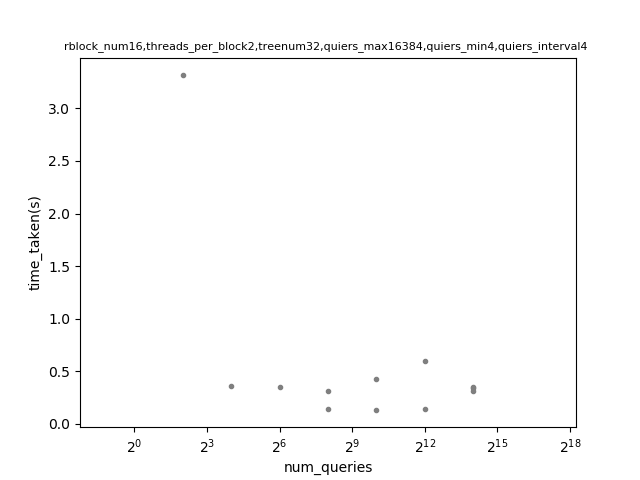 rblock_num16,threads_per_block2,treenum32,quiers_max16384,quiers_min4,quiers_interval4
3.0
2.5
2.0
1.5
1.0
0.5
0.0
time_taken(s)
2^0 2^3 2^6 2^9 2^12 2^15 2^18
num_queries